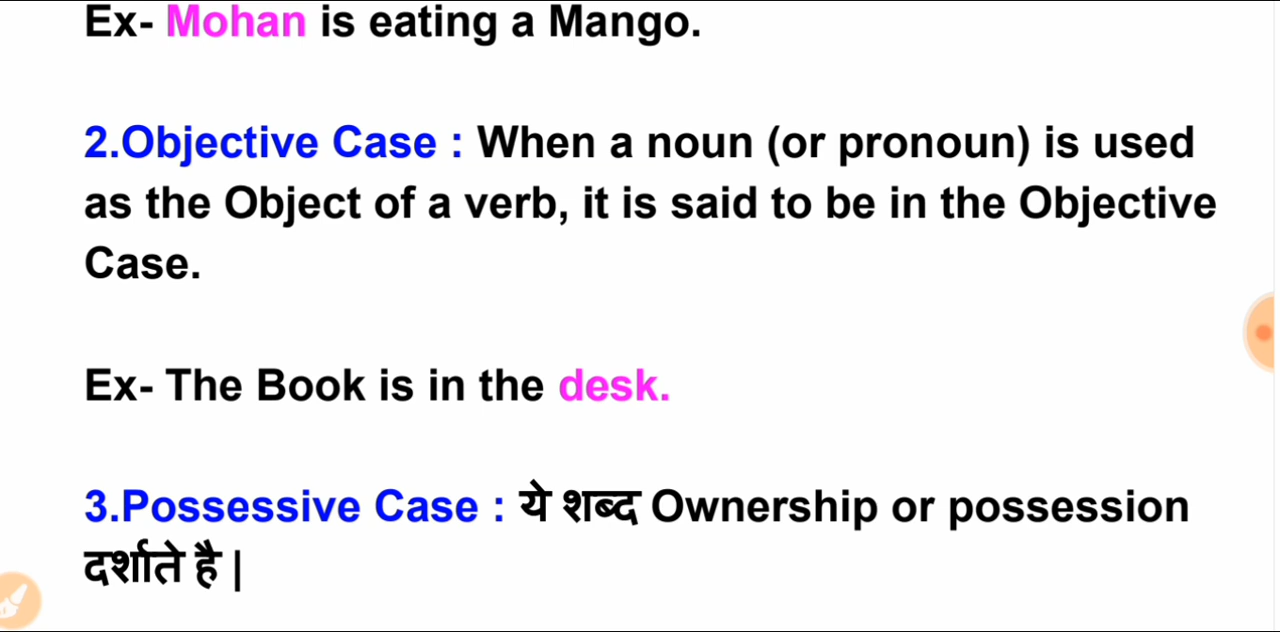 Ex- Mohan is eating a Mango.
2.Objective Case : When a noun (or pronoun) is used
as the Object of a verb, it is said to be in the Objective
Case.
Ex- The Book is in the desk.
3.Possessive Case : ये शब्द Ownership or possession
दर्शाते है |